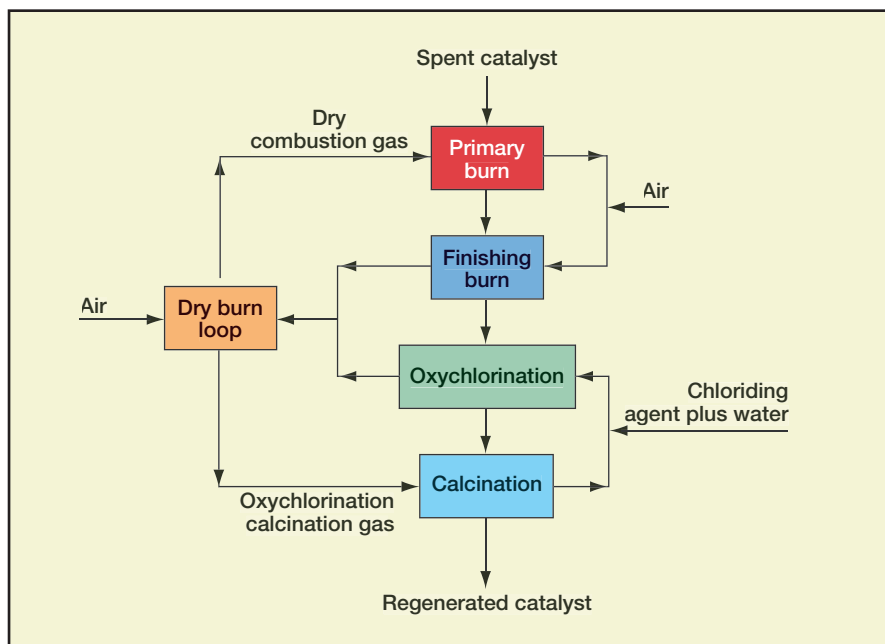 Spent catalyst
Dry
combustion gas
Primary
burn
Air
Finishing
burn
Air
Dry burn
loop
Oxychlorination
Chloriding
agent plus water
Calcination
Oxychlorination
calcination gas
Regenerated catalyst